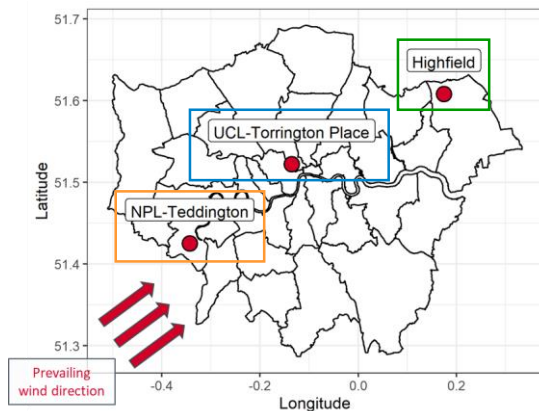 51.7
51.6
51.5
51.4
51.3
Latitude
Highfield
UCL-Torrington Place
NPL-Teddington
Prevailing
wind direction
-0.4
-0.2
0.0
0.2
Longitude